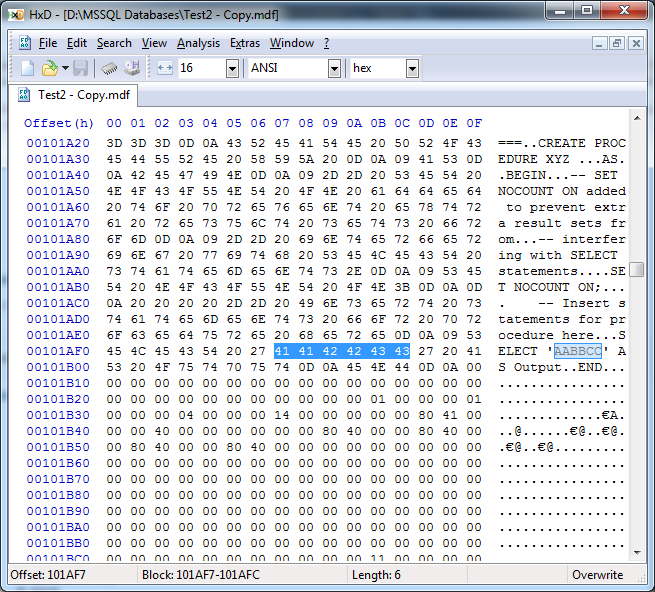 HxD - [D:\MSSQL Databases\Test2 - Copy.mdf]
File Edit Search View Analysis Extras Window ?
16 ANSI hex
Test2 - Copy.mdf
Offset(h) 00 01 02 03 04 05 06 07 08 09 0A 0B 0C 0D 0E 0F
00101A20 3D 3D 3D 0D 0A 43 52 45 41 54 45 20 50 52 4F 43 ===..CREATE PROC
00101A30 45 44 55 52 45 20 58 59 5A 20 0D 0A 09 41 53 0D EDURE XYZ ...AS.
00101A40 0A 42 45 47 49 4E 0D 0A 09 2D 2D 20 53 45 54 20 .BEGIN...-- SET
00101A50 4E 4F 43 4F 55 4E 54 20 4F 4E 20 61 64 64 65 64 NOCOUNT ON added
00101A60 20 74 6F 20 70 72 65 76 65 6E 74 20 65 78 74 72 to prevent extr
00101A70 61 20 72 65 73 75 6C 74 20 73 65 74 73 20 66 72 a result sets fr
00101A80 6F 6D 0D 0A 09 2D 2D 20 69 6E 74 65 72 66 65 72 om...-- interfer
00101A90 69 6E 67 20 77 69 74 68 20 53 45 4C 45 43 54 20 ing with SELECT
00101AA0 73 74 61 74 65 6D 65 6E 74 73 2E 0D 0A 09 53 45 statements....SE
00101AB0 54 20 4E 4F 43 4F 55 4E 54 20 4F 4E 3B 0D 0A 0D T NOCOUNT ON;...
00101AC0 0A 20 20 20 20 2D 2D 20 49 6E 73 65 72 74 20 73 .    -- Insert s
00101AD0 74 61 74 65 6D 65 6E 74 73 20 66 6F 72 20 70 72 tatements for pr
00101AE0 6F 63 65 64 75 72 65 20 68 65 72 65 0D 0A 09 53 ocedure here...S
00101AF0 45 4C 45 43 54 20 27 41 41 42 42 43 43 27 20 41 ELECT 'AABBCC' A
00101B00 53 20 4F 75 74 70 75 74 0D 0A 45 4E 44 0D 0A 00 S Output..END...
00101B10 00 00 00 00 00 00 00 00 00 00 00 00 00 00 00 00 ................
00101B20 00 00 00 00 00 00 00 00 00 00 00 01 00 00 00 01 ................
00101B30 00 00 00 04 00 00 00 14 00 00 00 00 00 80 41 00 .............€A.
00101B40 00 00 40 00 00 00 00 00 00 80 40 00 00 80 40 00 ..@......€@..€@.
00101B50 00 80 40 00 00 80 40 00 00 00 00 00 00 00 00 00 .€@..€@.........
00101B60 00 00 00 00 00 00 00 00 00 00 00 00 00 00 00 00 ................
00101B70 00 00 00 00 00 00 00 00 00 00 00 00 00 00 00 00 ................
00101B80 00 00 00 00 00 00 00 00 00 00 00 00 00 00 00 00 ................
00101B90 00 00 00 00 00 00 00 00 00 00 00 00 00 00 00 00 ................
00101BA0 00 00 00 00 00 00 00 00 00 00 00 00 00 00 00 00 ................
00101BB0 00 00 00 00 00 00 00 00 00 00 00 00 00 00 00 00 ................
00101BC0 00 00 00 00 00 00 00 00 00 00 00 11 00 00 00 00 ................
Offset: 101AF7 Block: 101AF7-101AFC Length: 6 Overwrite